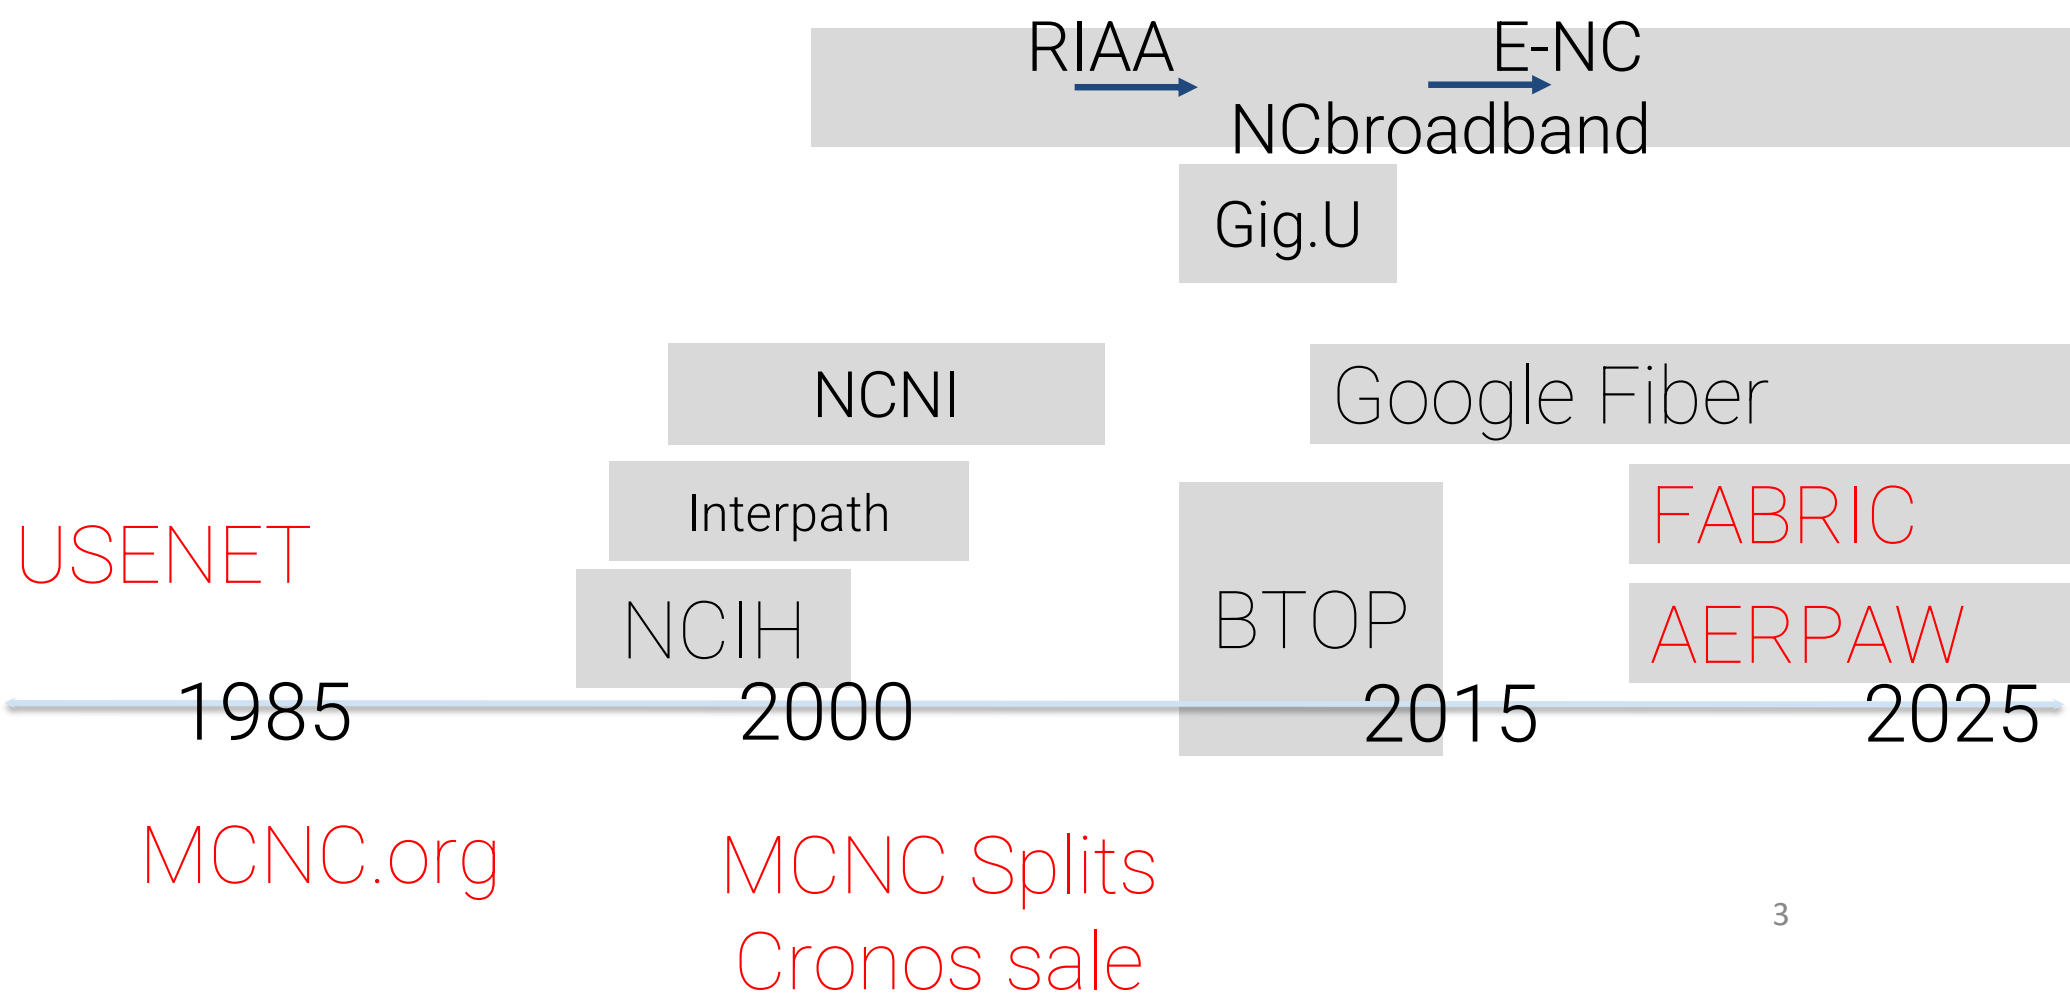 RIAA E-NC
NCbroadband
Gig.U
NCNI
Google Fiber
Interpath
FABRIC
USENET
NCIH
BTOP
AERPAW
1985 2000 2015 2025
MCNC.org
MCNC Splits
Cronos sale
3